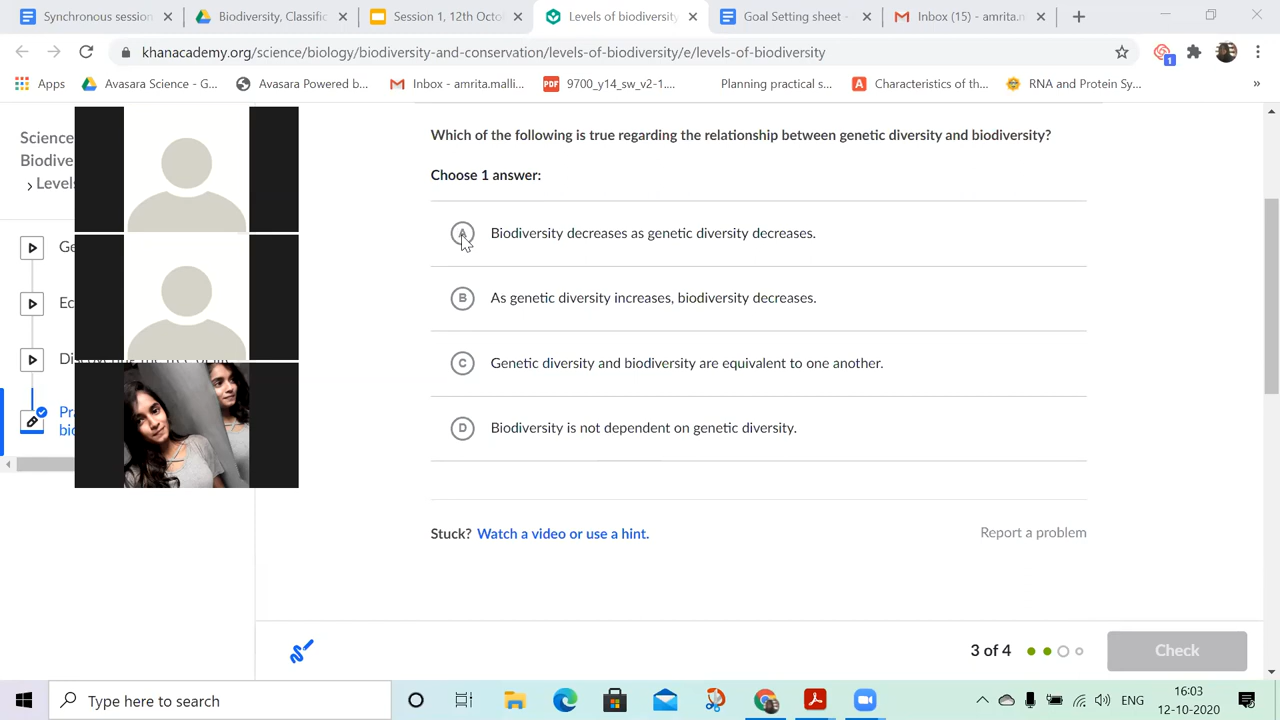 Synchronous session
Biodiversity, Classific
Session 1, 12th Octob
Levels of biodiversity
Goal Setting sheet -
Inbox (15) - amrita.m
khanacademy.org/science/biology/biodiversity-and-conservation/levels-of-biodiversity/e/levels-of-biodiversity
1
Apps
Avasara Science - G...
Avasara Powered b...
Inbox - amrita.malli...
9700_y14_sw_v2-1....
Planning practical s...
Characteristics of th...
RNA and Protein Sy...
»
Science
Biodive
Levels
Ge
Ec
Pra
bio
Which of the following is true regarding the relationship between genetic diversity and biodiversity?
Choose 1 answer:
A Biodiversity decreases as genetic diversity decreases.
B As genetic diversity increases, biodiversity decreases.
C Genetic diversity and biodiversity are equivalent to one another.
D Biodiversity is not dependent on genetic diversity.
Stuck? Watch a video or use a hint.
Report a problem
3 of 4
Check
Type here to search
ENG
16:03
12-10-2020